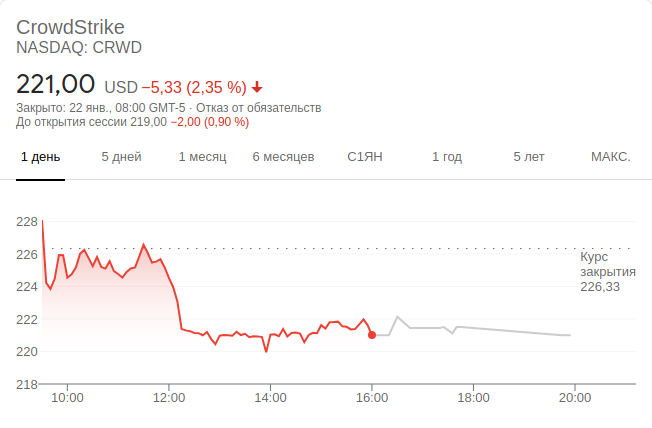 CrowdStrike
NASDAQ: CRWD
221,00 USD −5,33 (2,35 %)
Закрыто: 22 янв., 08:00 GMT-5 · Отказ от обязательств
До открытия сессии 219,00 −2,00 (0,90 %)
1 день 5 дней 1 месяц 6 месяцев С1ЯН 1 год 5 лет МАКС.
228
226
224
222
220
218
Курс
закрытия
226,33
10:00 12:00 14:00 16:00 18:00 20:00